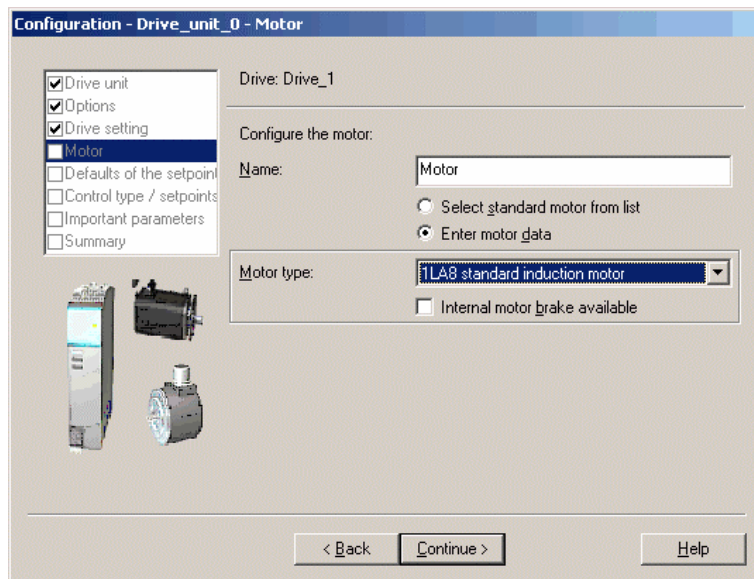 Configuration - Drive_unit_0 - Motor
Drive unit
Options
Drive setting
Motor
Defaults of the setpoint
Control type / setpoints
Important parameters
Summary
Drive: Drive_1
Configure the motor:
Name:
Motor
Select standard motor from list
Enter motor data
Motor type:
1LA8 standard induction motor
Internal motor brake available
< Back
Continue >
Help